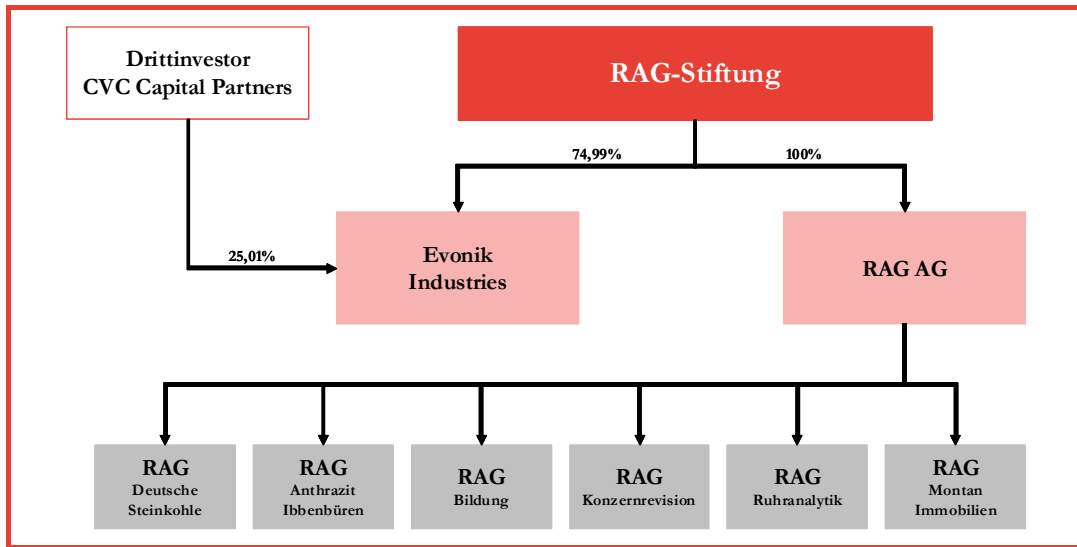 Drittinvestor
CVC Capital Partners
RAG-Stiftung
74,99%
100%
25,01%
Evonik
Industries
RAG AG
RAG
Deutsche
Steinkohle
RAG
Anthrazit
Ibbenbüren
RAG
Bildung
RAG
Konzernrevision
RAG
Ruhranalytik
RAG
Montan
Immobilien